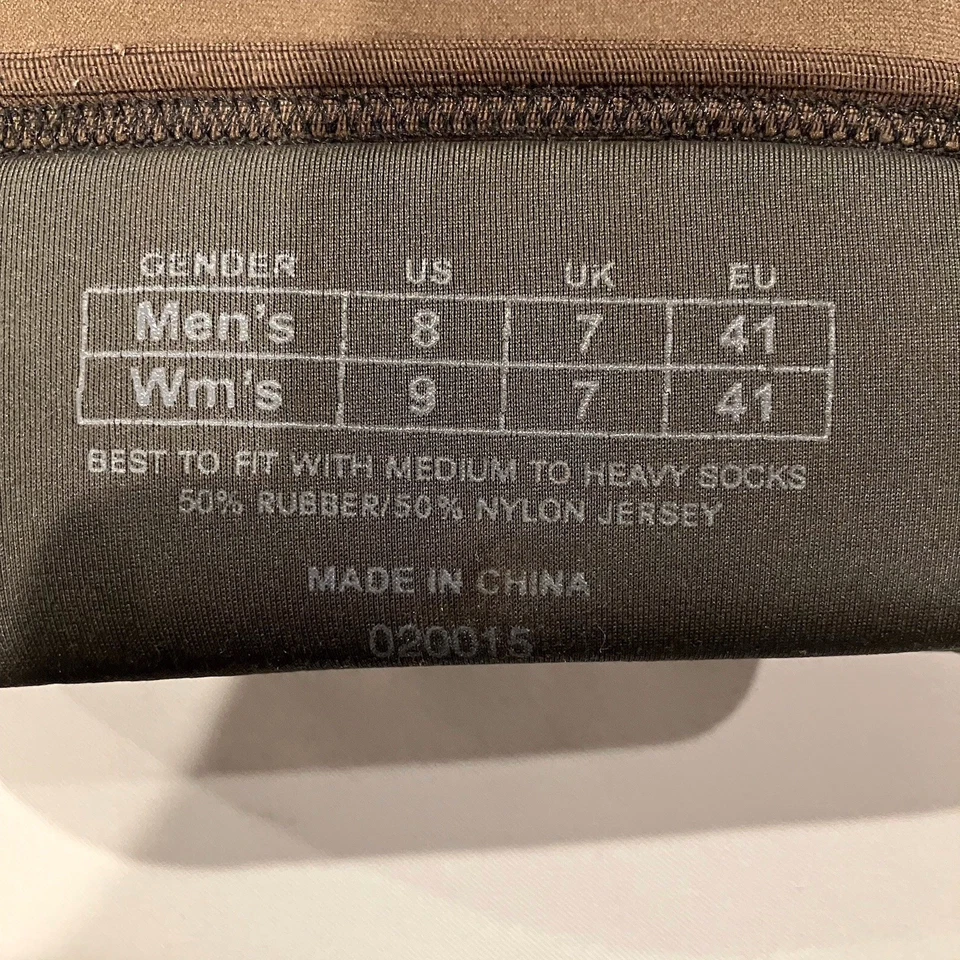 GENDER US UK EU
Men's 8 7 41
Wm's 9 7 41
BEST TO FIT WITH MEDIUM TO HEAVY SOCKS
50% RUBBER/50% NYLON JERSEY
MADE IN CHINA
020015